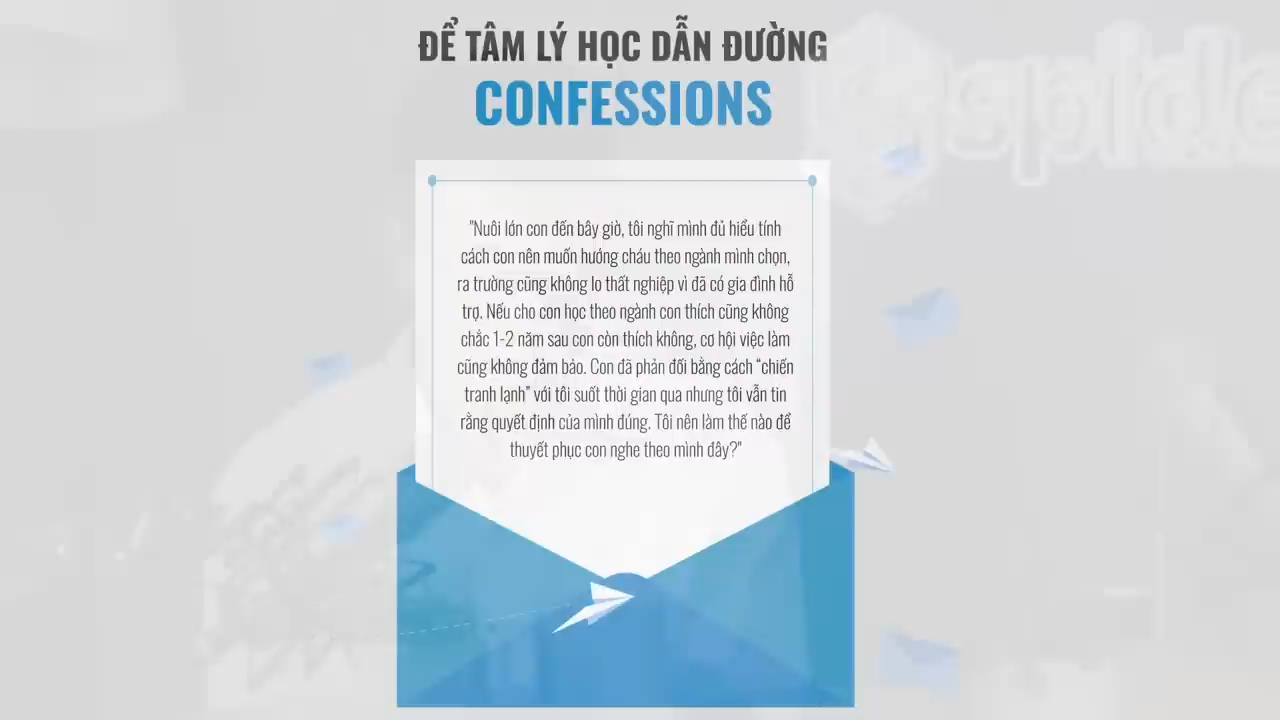 ĐỂ TÂM LÝ HỌC DẪN ĐƯỜNG
CONFESSIONS
"Nuôi lớn con đến bây giờ, tôi nghĩ mình đủ hiểu tính
cách con nên muốn hướng cháu theo ngành mình chọn,
ra trường cũng không lo thất nghiệp vì đã có gia đình hỗ
trợ. Nếu cho con học theo ngành con thích cũng không
chắc 1-2 năm sau con còn thích không, cơ hội việc làm
cũng không đảm bảo. Con đã phản đối bằng cách “chiến
tranh lạnh” với tôi suốt thời gian qua nhưng tôi vẫn tin
rằng quyết định của mình đúng. Tôi nên làm thế nào để
thuyết phục con nghe theo mình đây?"